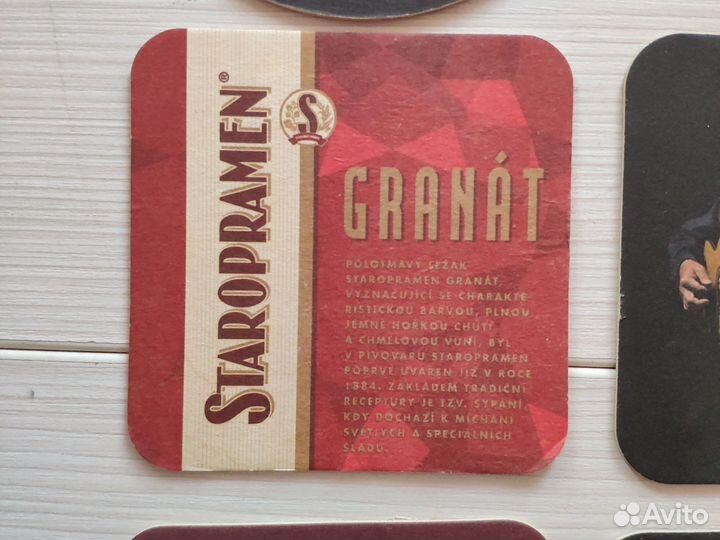 STAROPRAMEN®
S
GRANÁT
POLOTMAVÝ LEŽÁK
STAROPRAMEN GRANÁT,
VYZNAČUJÍCÍ SE CHARAKTE-
RISTICKOU BARVOU, PLNOU
JEMNĚ HOŘKOU CHUTÍ
A CHMELOVOU VŮNÍ, BYL
V PIVOVARU STAROPRAMEN
POPRVÉ UVAŘEN JIŽ V ROCE
1884. ZÁKLADEM TRADIČNÍ
RECEPTURY JE TZV. SYPÁNÍ,
KDY DOCHÁZÍ K MÍCHÁNÍ
SVĚTLÝCH A SPECIÁLNÍCH
SLADŮ.
Avito